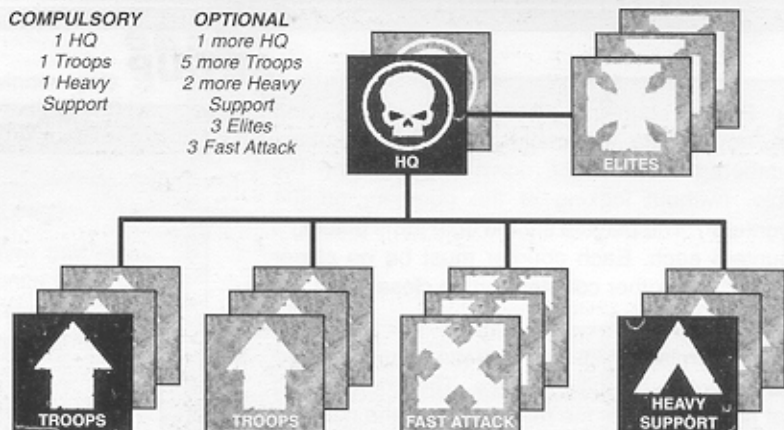 COMPULSORY
1 HQ
1 Troops
1 Heavy
Support
OPTIONAL
1 more HQ
5 more Troops
2 more Heavy
Support
3 Elites
3 Fast Attack
HQ
ELITES
TROOPS
TROOPS
FAST ATTACK
HEAVY
SUPPORT